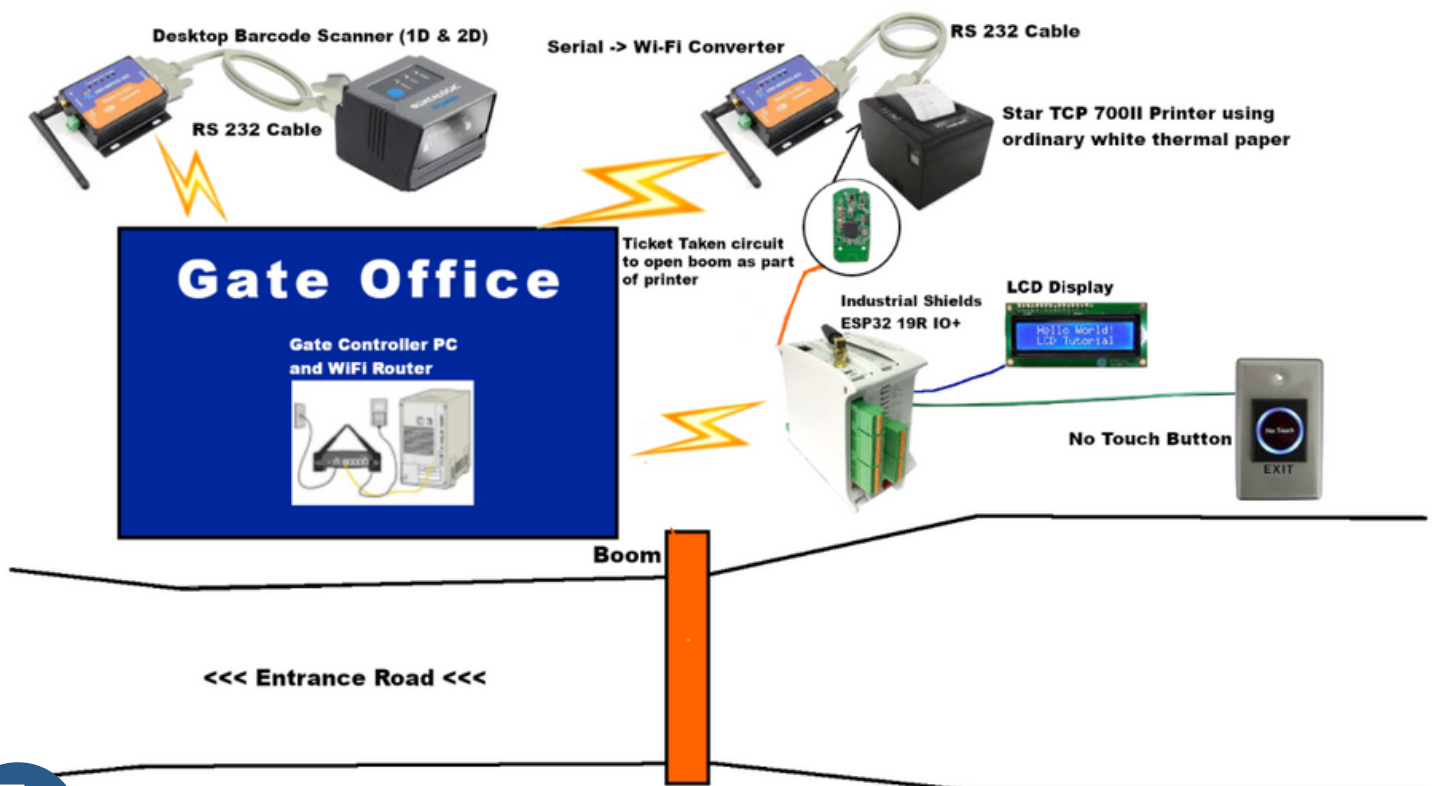 Desktop Barcode Scanner (1D & 2D)
RS 232 Cable
Serial -> Wi-Fi Converter
RS 232 Cable
Star TCP 700II Printer using
ordinary white thermal paper
DATALOGIC
Gate Office
Gate Controller PC
and WiFi Router
Ticket Taken circuit
to open boom as part
of printer
Industrial Shields
ESP32 19R IO+
LCD Display
Hello World!
LCD Tutorial
No Touch Button
No Touch
EXIT
Boom
<<< Entrance Road <<<